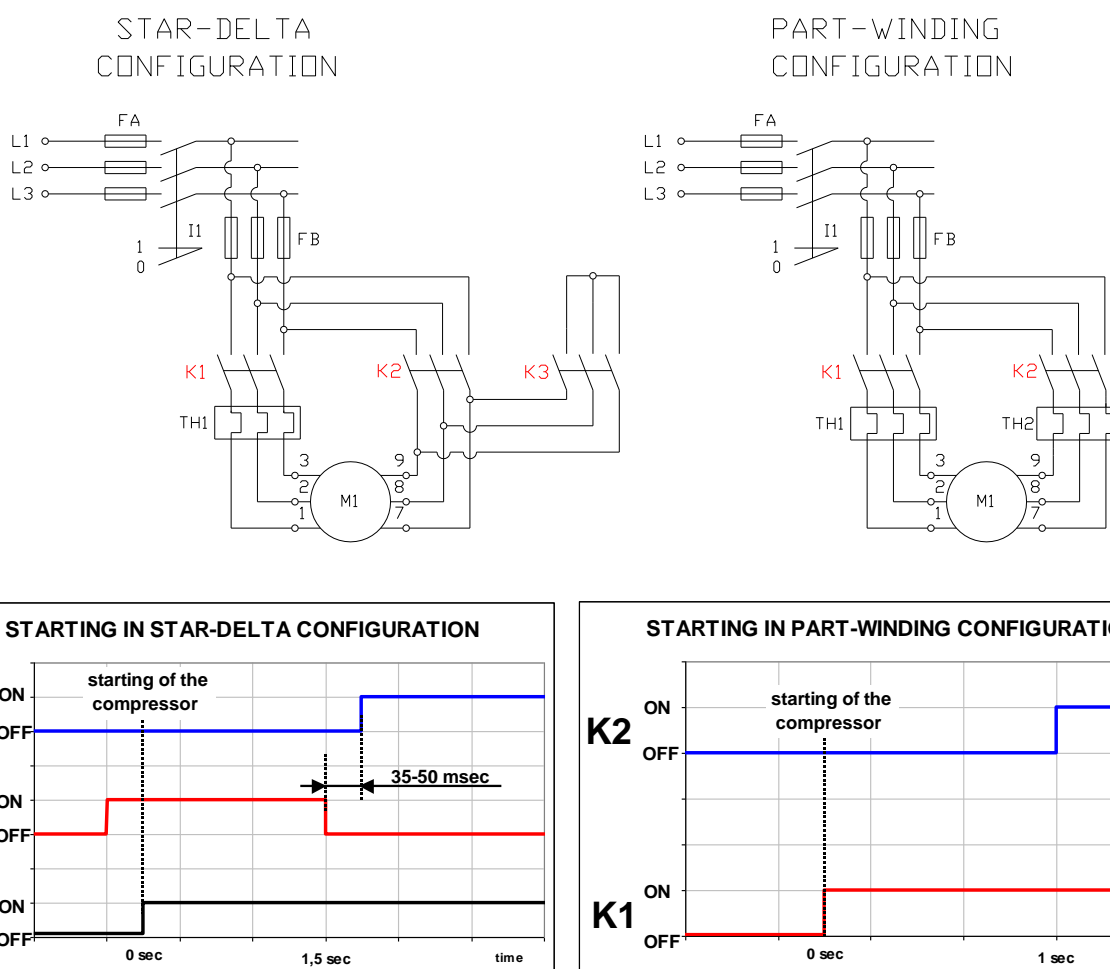 STAR-DELTA
CONFIGURATION
FA
L1
L2
L3
I1
1
0
FB
K1
K2
K3
TH1
3
2
1
M1
9
8
7
PART-WINDING
CONFIGURATION
FA
L1
L2
L3
I1
1
0
FB
K1
K2
TH1
TH2
3
2
1
M1
9
8
7
STARTING IN STAR-DELTA CONFIGURATION
starting of the
compressor
ON
OFF
35-50 msec
ON
OFF
ON
OFF
0 sec
1,5 sec
time
STARTING IN PART-WINDING CONFIGURATI
starting of the
compressor
K2
ON
OFF
K1
ON
OFF
0 sec
1 sec